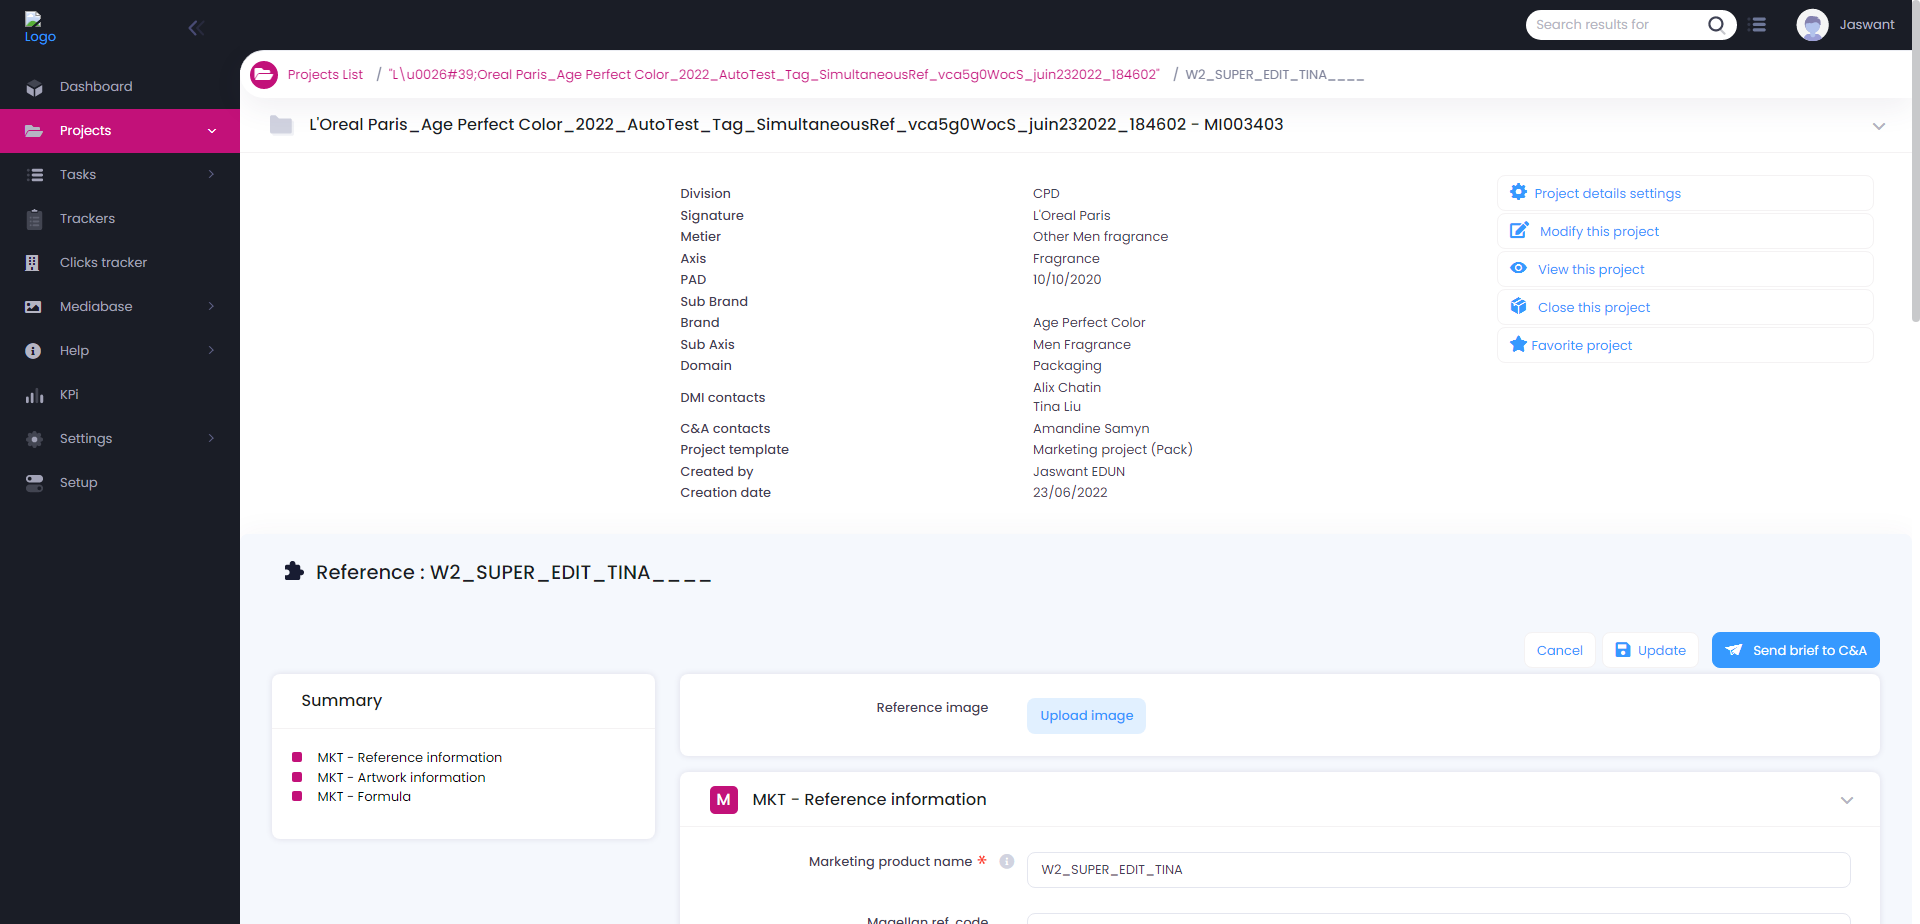 Logo
Search results for
Jaswant
Dashboard
Projects
Tasks
Trackers
Clicks tracker
Mediabase
Help
KPi
Settings
Setup
Projects List / "L\u0026#39;Oreal Paris_Age Perfect Color_2022_AutoTest_Tag_SimultaneousRef_vca5g0WocS_juin232022_184602" / W2_SUPER_EDIT_TINA____
L'Oreal Paris_Age Perfect Color_2022_AutoTest_Tag_SimultaneousRef_vca5g0WocS_juin232022_184602 - MI003403
Division CPD
Signature L'Oreal Paris
Metier Other Men fragrance
Axis Fragrance
PAD 10/10/2020
Sub Brand
Brand Age Perfect Color
Sub Axis Men Fragrance
Domain Packaging
DMI contacts Alix Chatin
Tina Liu
C&A contacts Amandine Samyn
Project template Marketing project (Pack)
Created by Jaswant EDUN
Creation date 23/06/2022
Project details settings
Modify this project
View this project
Close this project
Favorite project
Reference : W2_SUPER_EDIT_TINA____
Cancel
Update
Send brief to C&A
Summary
MKT - Reference information
MKT - Artwork information
MKT - Formula
Reference image
Upload image
M MKT - Reference information
Marketing product name * W2_SUPER_EDIT_TINA
Magellan ref. code